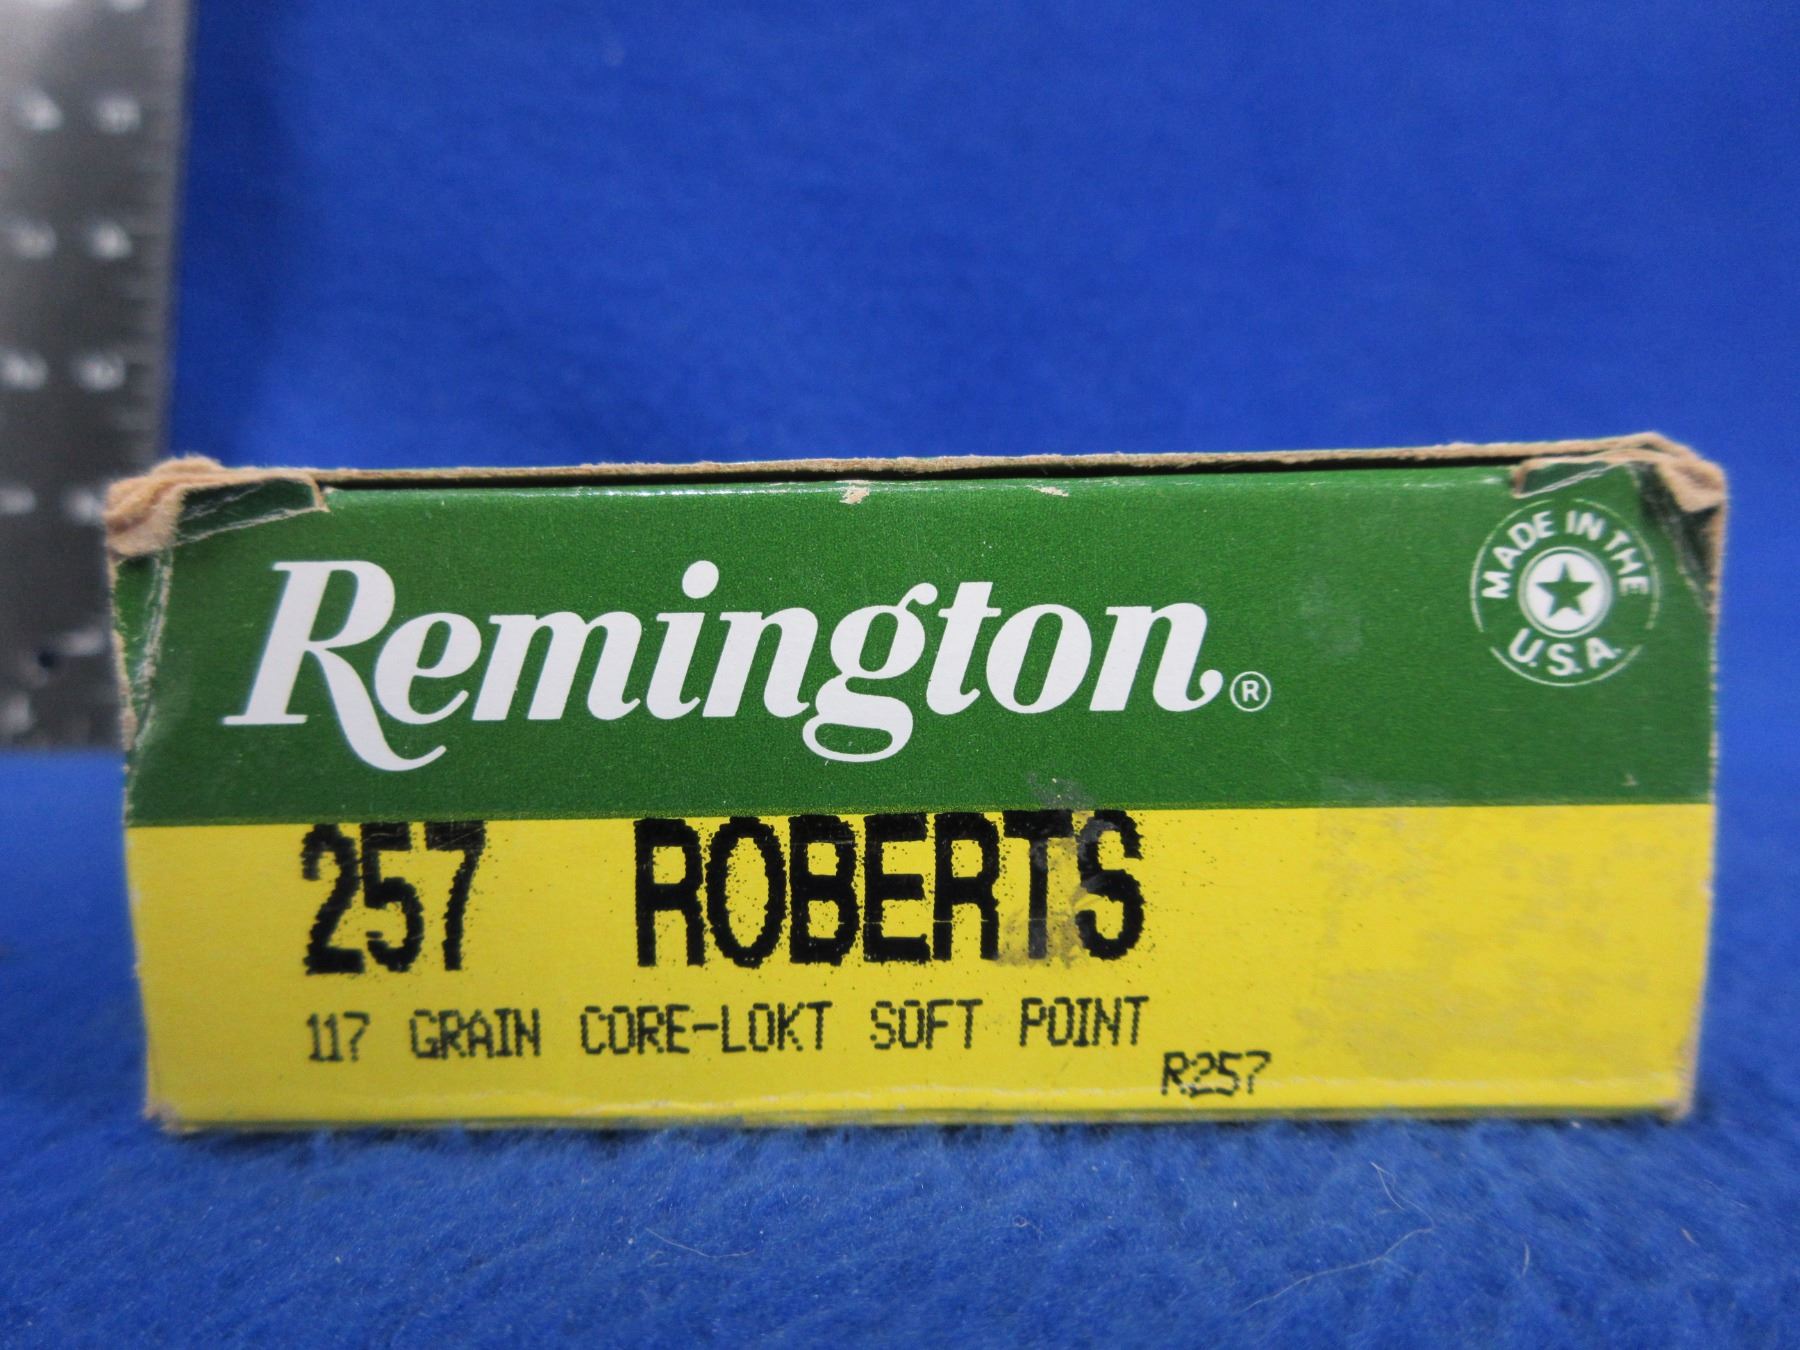 Remington®
MADE IN THE
U.S.A.
257 ROBERTS
117 GRAIN CORE-LOKT SOFT POINT
R257